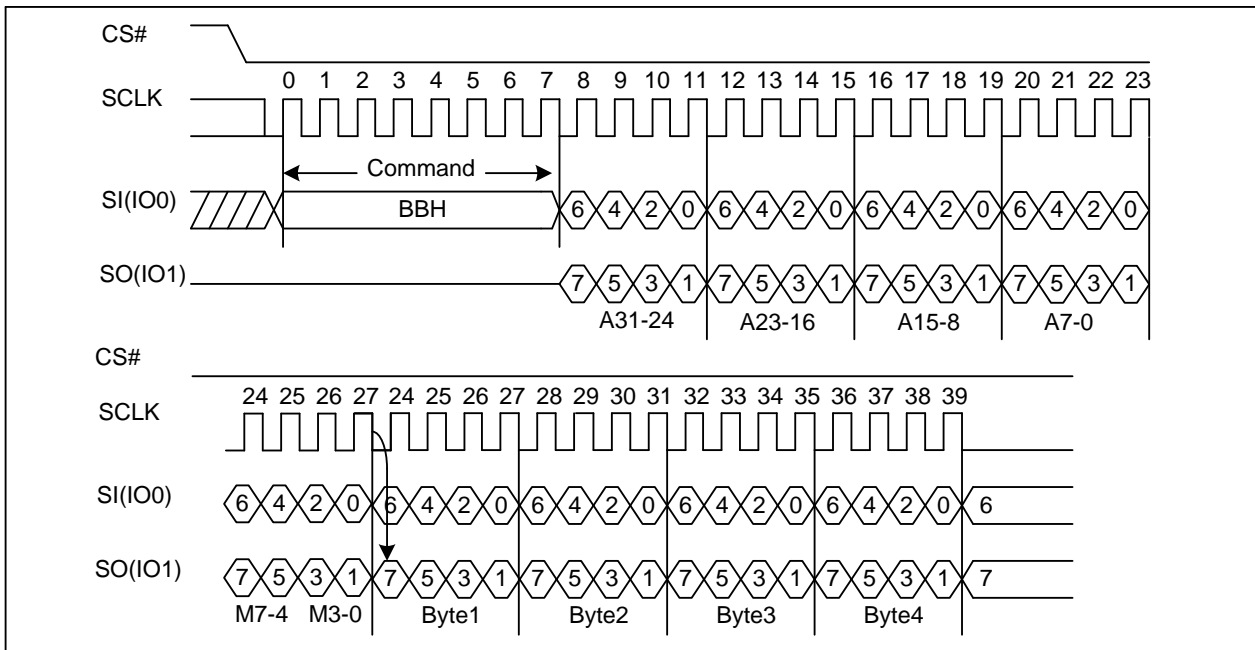 CS#
0 1 2 3 4 5 6 7 8 9 10 11 12 13 14 15 16 17 18 19 20 21 22 23
SCLK
Command
SI(IO0) BBH 6 4 2 0 6 4 2 0 6 4 2 0 6 4 2 0
SO(IO1) 7 5 3 1 7 5 3 1 7 5 3 1 7 5 3 1
A31-24 A23-16 A15-8 A7-0
CS#
24 25 26 27 24 25 26 27 28 29 30 31 32 33 34 35 36 37 38 39
SCLK
SI(IO0) 6 4 2 0 6 4 2 0 6 4 2 0 6 4 2 0 6 4 2 0 6
SO(IO1) 7 5 3 1 7 5 3 1 7 5 3 1 7 5 3 1 7 5 3 1 7
M7-4 M3-0 Byte1 Byte2 Byte3 Byte4